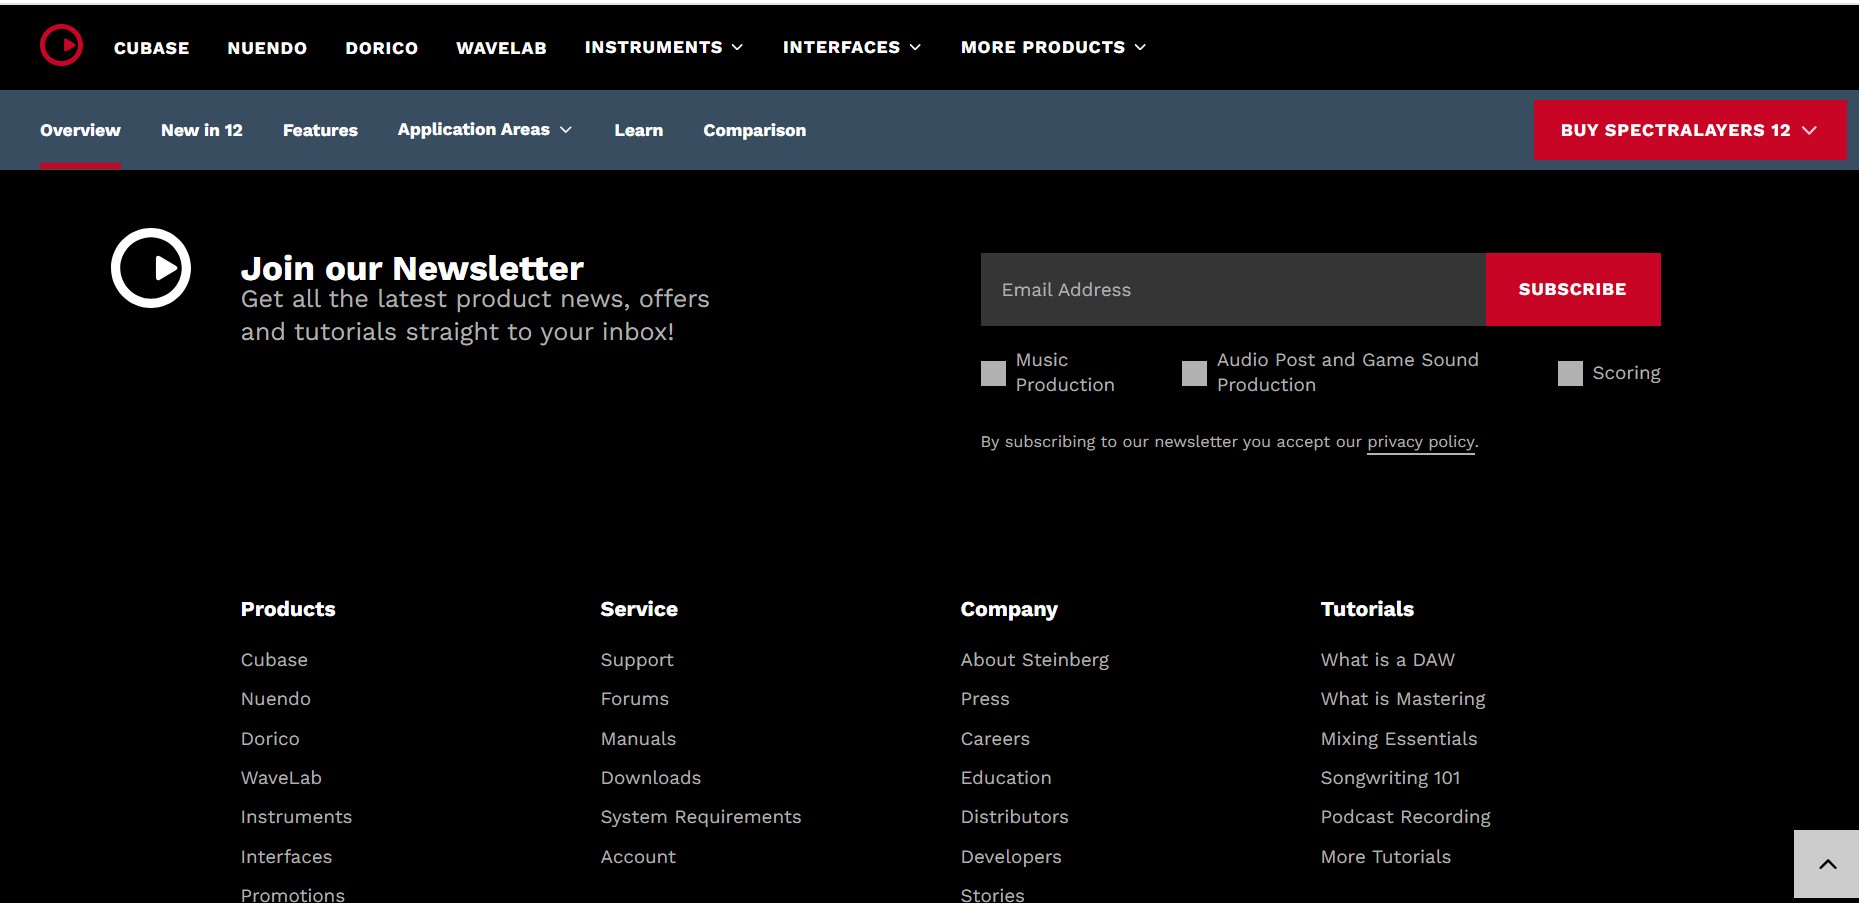 CUBASE NUENDO DORICO WAVELAB INSTRUMENTS INTERFACES MORE PRODUCTS
Overview New in 12 Features Application Areas Learn Comparison BUY SPECTRALAYERS 12
Join our Newsletter
Get all the latest product news, offers
and tutorials straight to your inbox!
Email Address SUBSCRIBE
Music
Production
Audio Post and Game Sound
Production
Scoring
By subscribing to our newsletter you accept our privacy policy.
Products
Cubase
Nuendo
Dorico
WaveLab
Instruments
Interfaces
Promotions
Service
Support
Forums
Manuals
Downloads
System Requirements
Account
Company
About Steinberg
Press
Careers
Education
Distributors
Developers
Stories
Tutorials
What is a DAW
What is Mastering
Mixing Essentials
Songwriting 101
Podcast Recording
More Tutorials